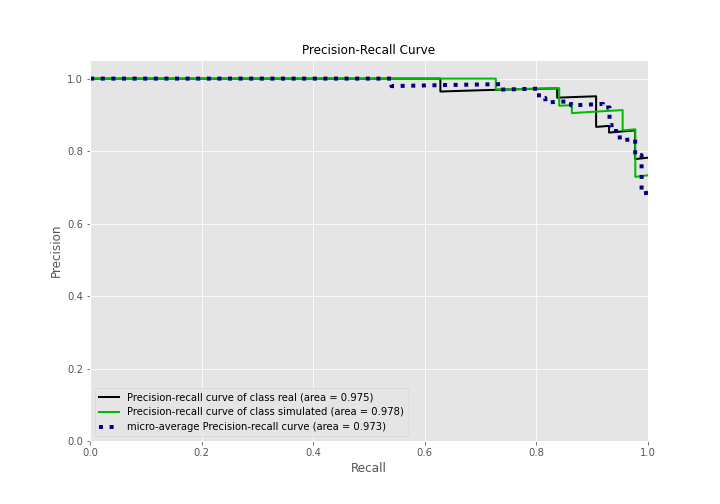 Precision-Recall Curve
1.0
0.8
0.6
0.4
0.2
0.0
Precision
Precision-recall curve of class real (area = 0.975)
Precision-recall curve of class simulated (area = 0.978)
micro-average Precision-recall curve (area = 0.973)
0.0 0.2 0.4 0.6 0.8 1.0
Recall